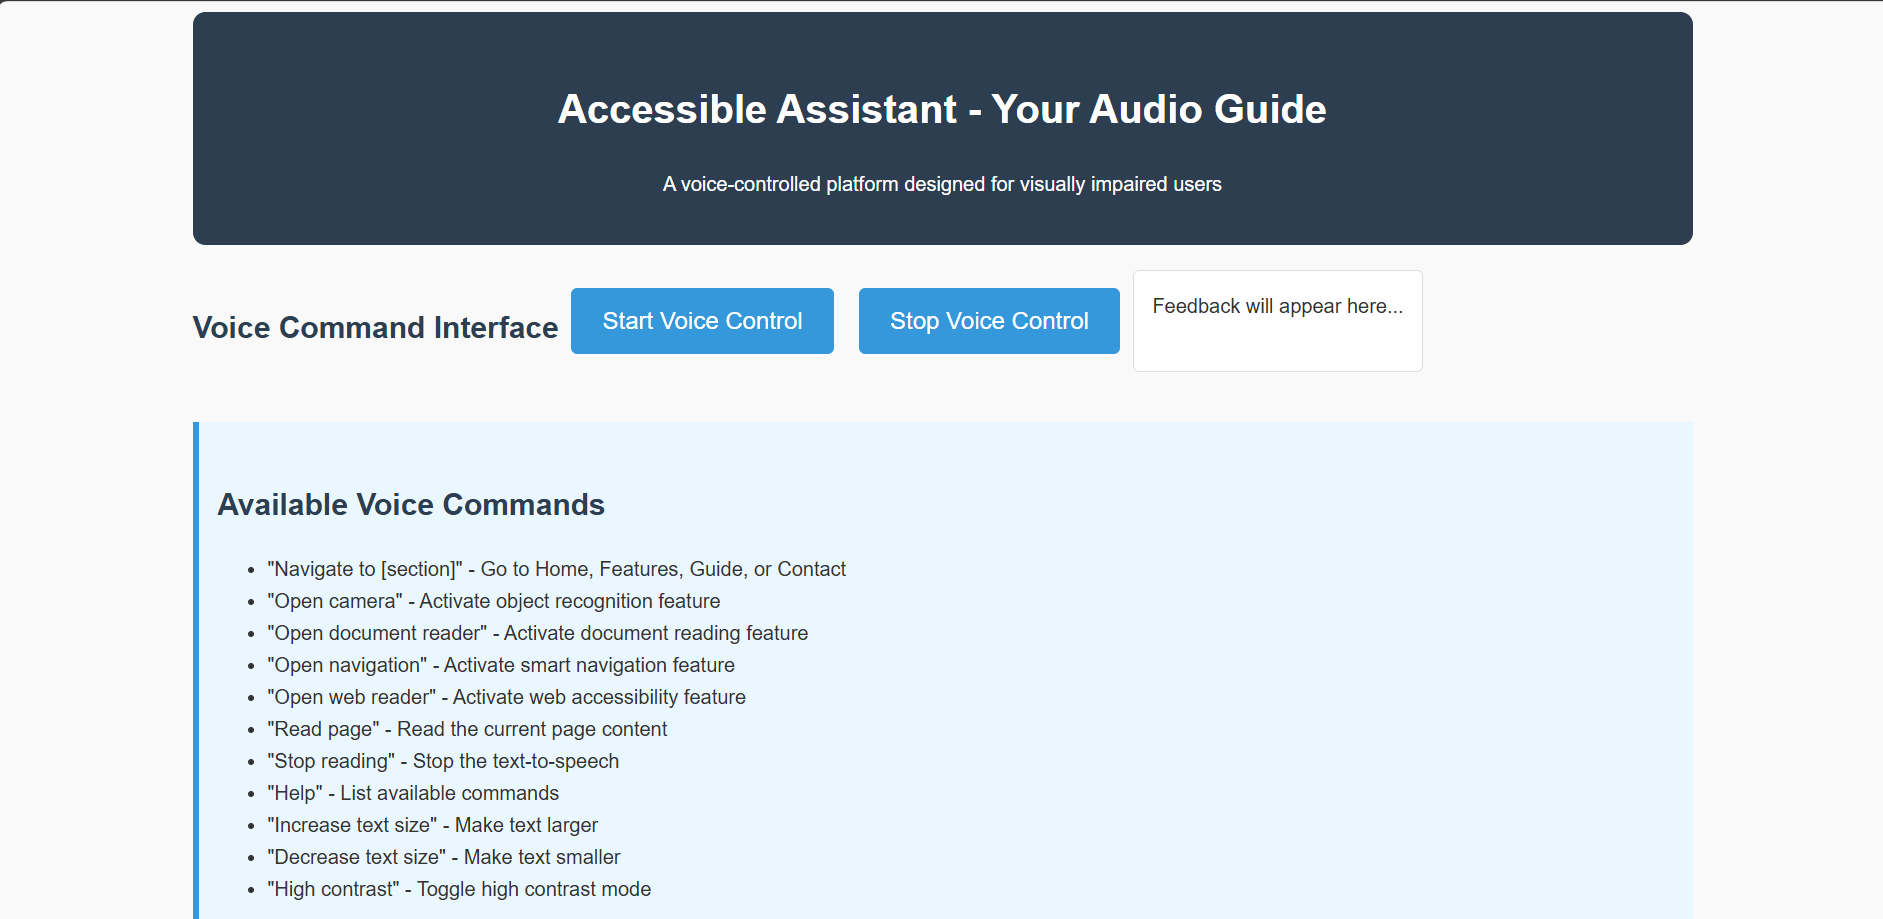 Accessible Assistant - Your Audio Guide
A voice-controlled platform designed for visually impaired users
Voice Command Interface
Start Voice Control
Stop Voice Control
Feedback will appear here...
Available Voice Commands
"Navigate to [section]" - Go to Home, Features, Guide, or Contact
"Open camera" - Activate object recognition feature
"Open document reader" - Activate document reading feature
"Open navigation" - Activate smart navigation feature
"Open web reader" - Activate web accessibility feature
"Read page" - Read the current page content
"Stop reading" - Stop the text-to-speech
"Help" - List available commands
"Increase text size" - Make text larger
"Decrease text size" - Make text smaller
"High contrast" - Toggle high contrast mode